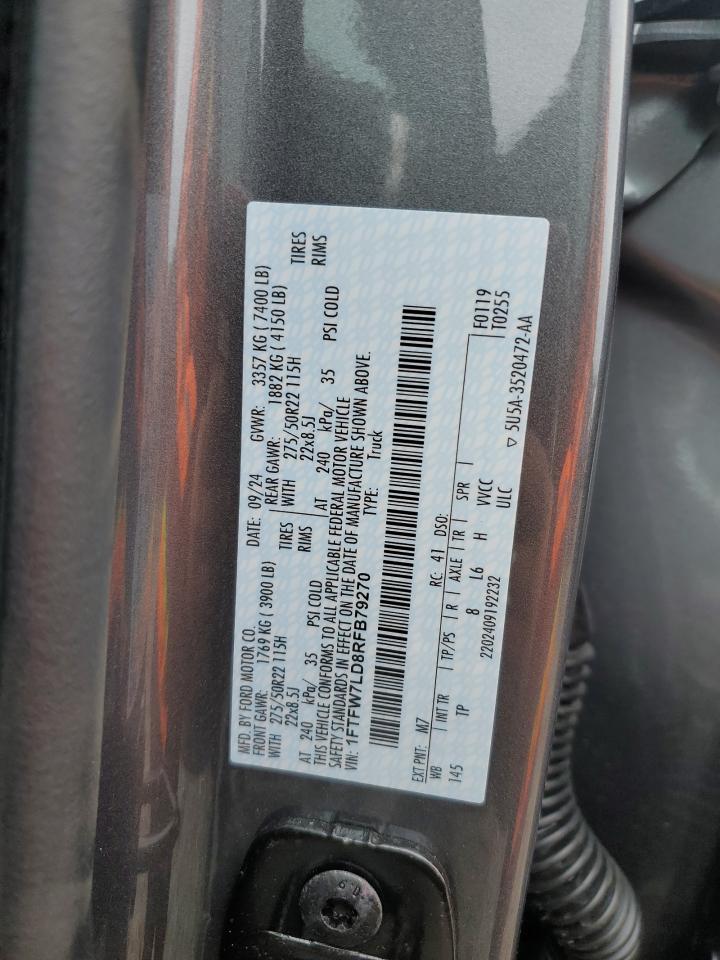 MFD. BY FORD MOTOR CO. DATE: 09/24 GVWR: 3357 KG ( 7400 LB)
FRONT GAWR: 1769 KG ( 3900 LB) REAR GAWR: 1882 KG ( 4150 LB)
WITH 275/50R22 115H TIRES WITH 275/50R22 115H TIRES
22x8.5J RIMS 22x8.5J RIMS
AT 240 kPa/ 35 PSI COLD AT 240 kPa/ 35 PSI COLD
THIS VEHICLE CONFORMS TO ALL APPLICABLE FEDERAL MOTOR VEHICLE
SAFETY STANDARDS IN EFFECT ON THE DATE OF MANUFACTURE SHOWN ABOVE.
VIN: 1FTFW7LD8RFB79270 TYPE: Truck
EXT PNT: M7 RC: 41 DSO: F0119
WB INT TR TP/PS R AXLE TR SPR T0255
145 TP 8 L6 H VVCC
2202409192232 ULC ▽ 5U5A-3520472-AA
4.9